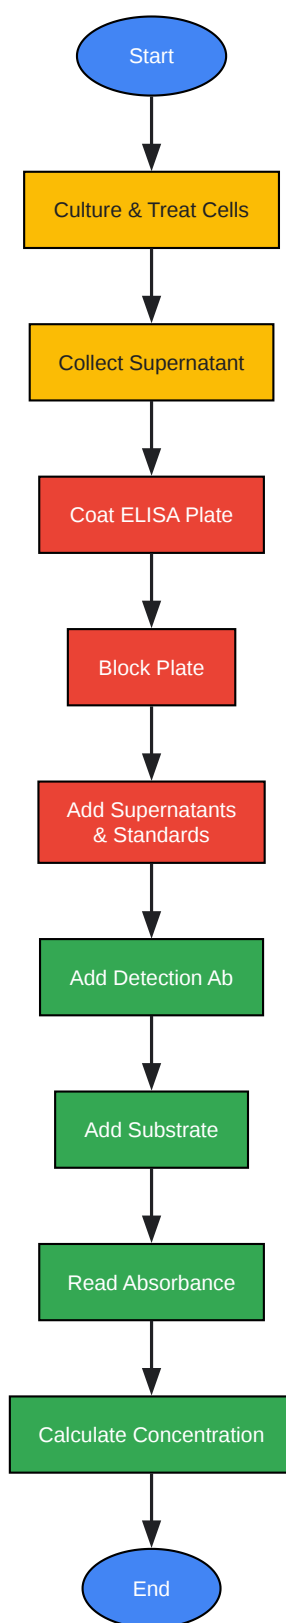 Start
Culture & Treat Cells
Collect Supernatant
Coat ELISA Plate
Block Plate
Add Supernatants
& Standards
Add Detection Ab
Add Substrate
Read Absorbance
Calculate Concentration
End